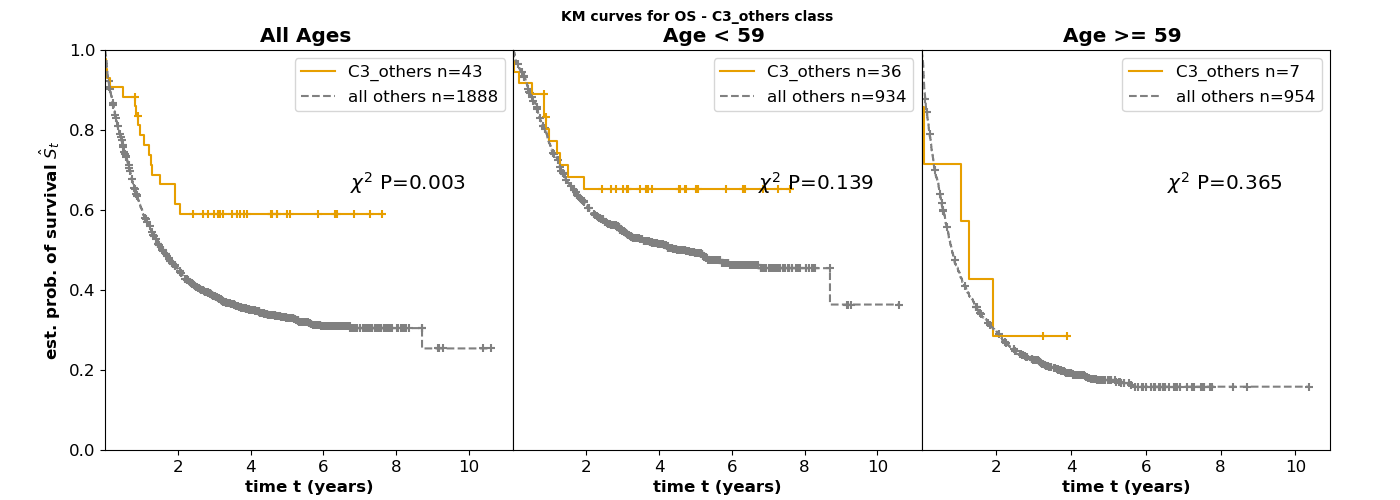 KM curves for OS - C3_others class
All Ages
Age < 59
Age >= 59
C3_others n=43
all others n=1888
C3_others n=36
all others n=934
C3_others n=7
all others n=954
χ² P=0.003
χ² P=0.139
χ² P=0.365
est. prob. of survival Ŝ_t
1.0
0.8
0.6
0.4
0.2
0.0
2 4 6 8 10
2 4 6 8 10
2 4 6 8 10
time t (years)
time t (years)
time t (years)